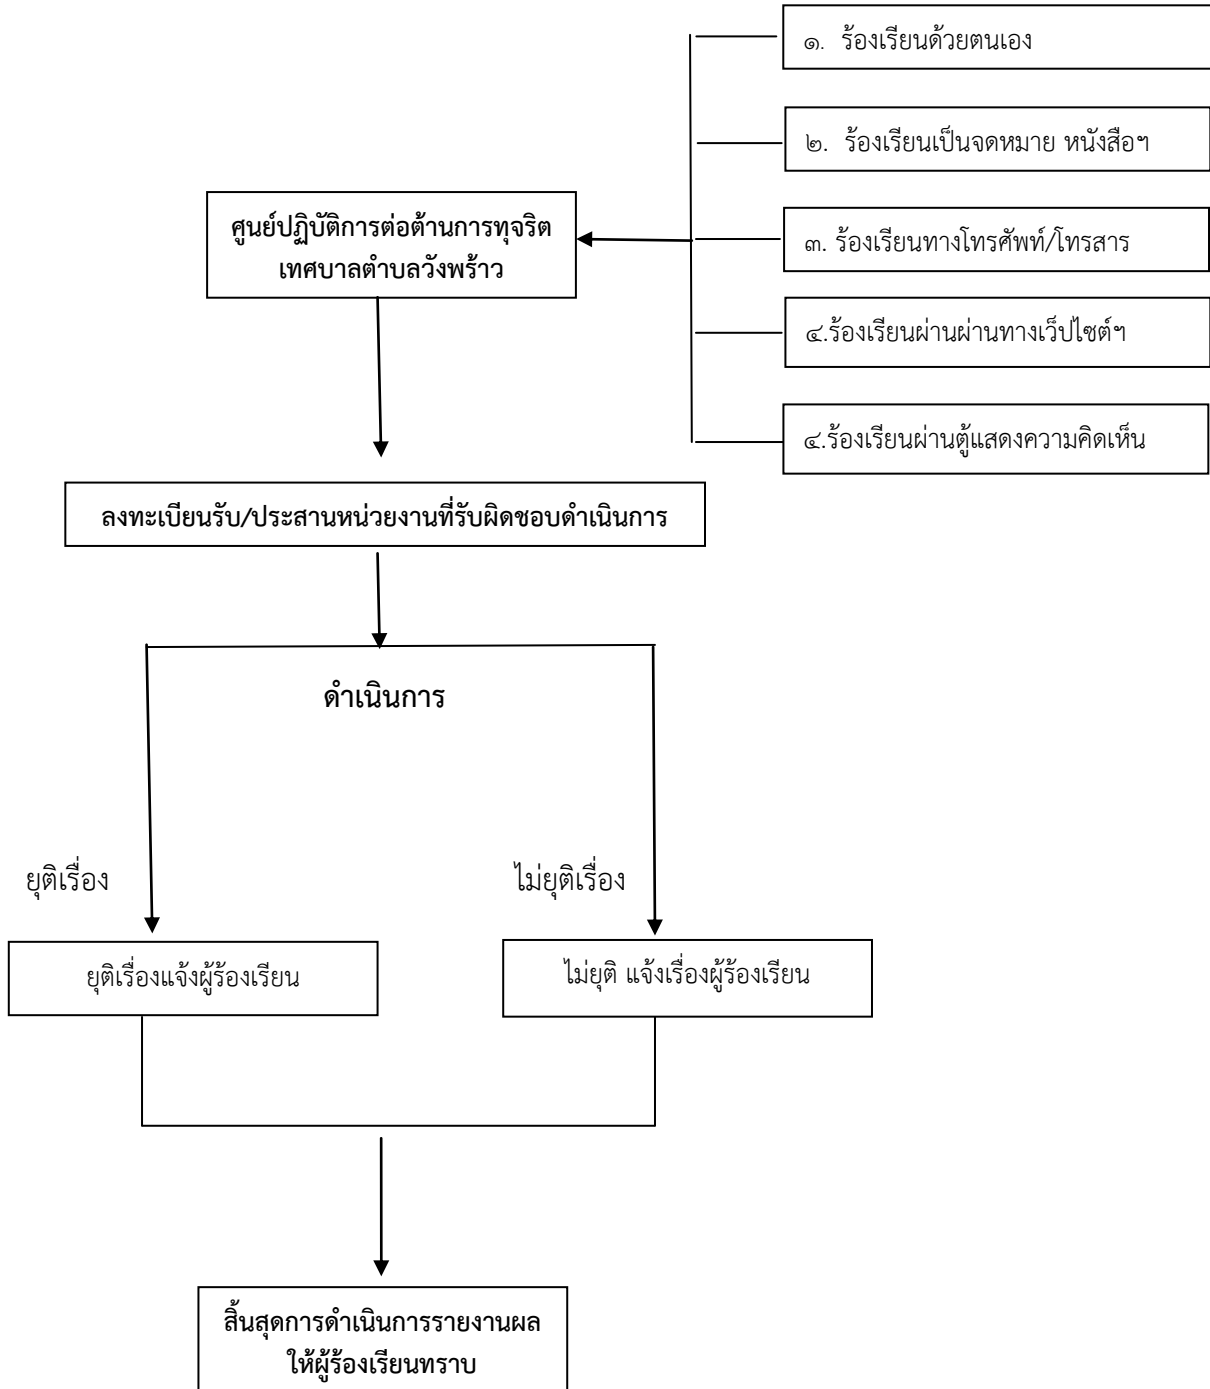 ๑. ร้องเรียนด้วยตนเอง
๒. ร้องเรียนเป็นจดหมาย หนังสือฯ
ศูนย์ปฏิบัติการต่อต้านการทุจริต
เทศบาลตำบลวังพร้าว
๓. ร้องเรียนทางโทรศัพท์/โทรสาร
๔.ร้องเรียนผ่านผ่านทางเว็ปไซต์ฯ
๔.ร้องเรียนผ่านตู้แสดงความคิดเห็น
ลงทะเบียนรับ/ประสานหน่วยงานที่รับผิดชอบดำเนินการ
ดำเนินการ
ยุติเรื่อง
ไม่ยุติเรื่อง
ยุติเรื่องแจ้งผู้ร้องเรียน
ไม่ยุติ แจ้งเรื่องผู้ร้องเรียน
สิ้นสุดการดำเนินการรายงานผล
ให้ผู้ร้องเรียนทราบ